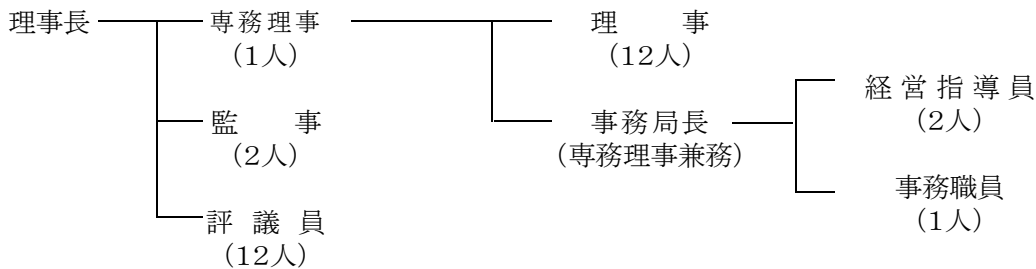 理事長
専務理事
(1人)
理事
(12人)
監事
(2人)
事務局長
(専務理事兼務)
経営指導員
(2人)
事務職員
(1人)
評議員
(12人)